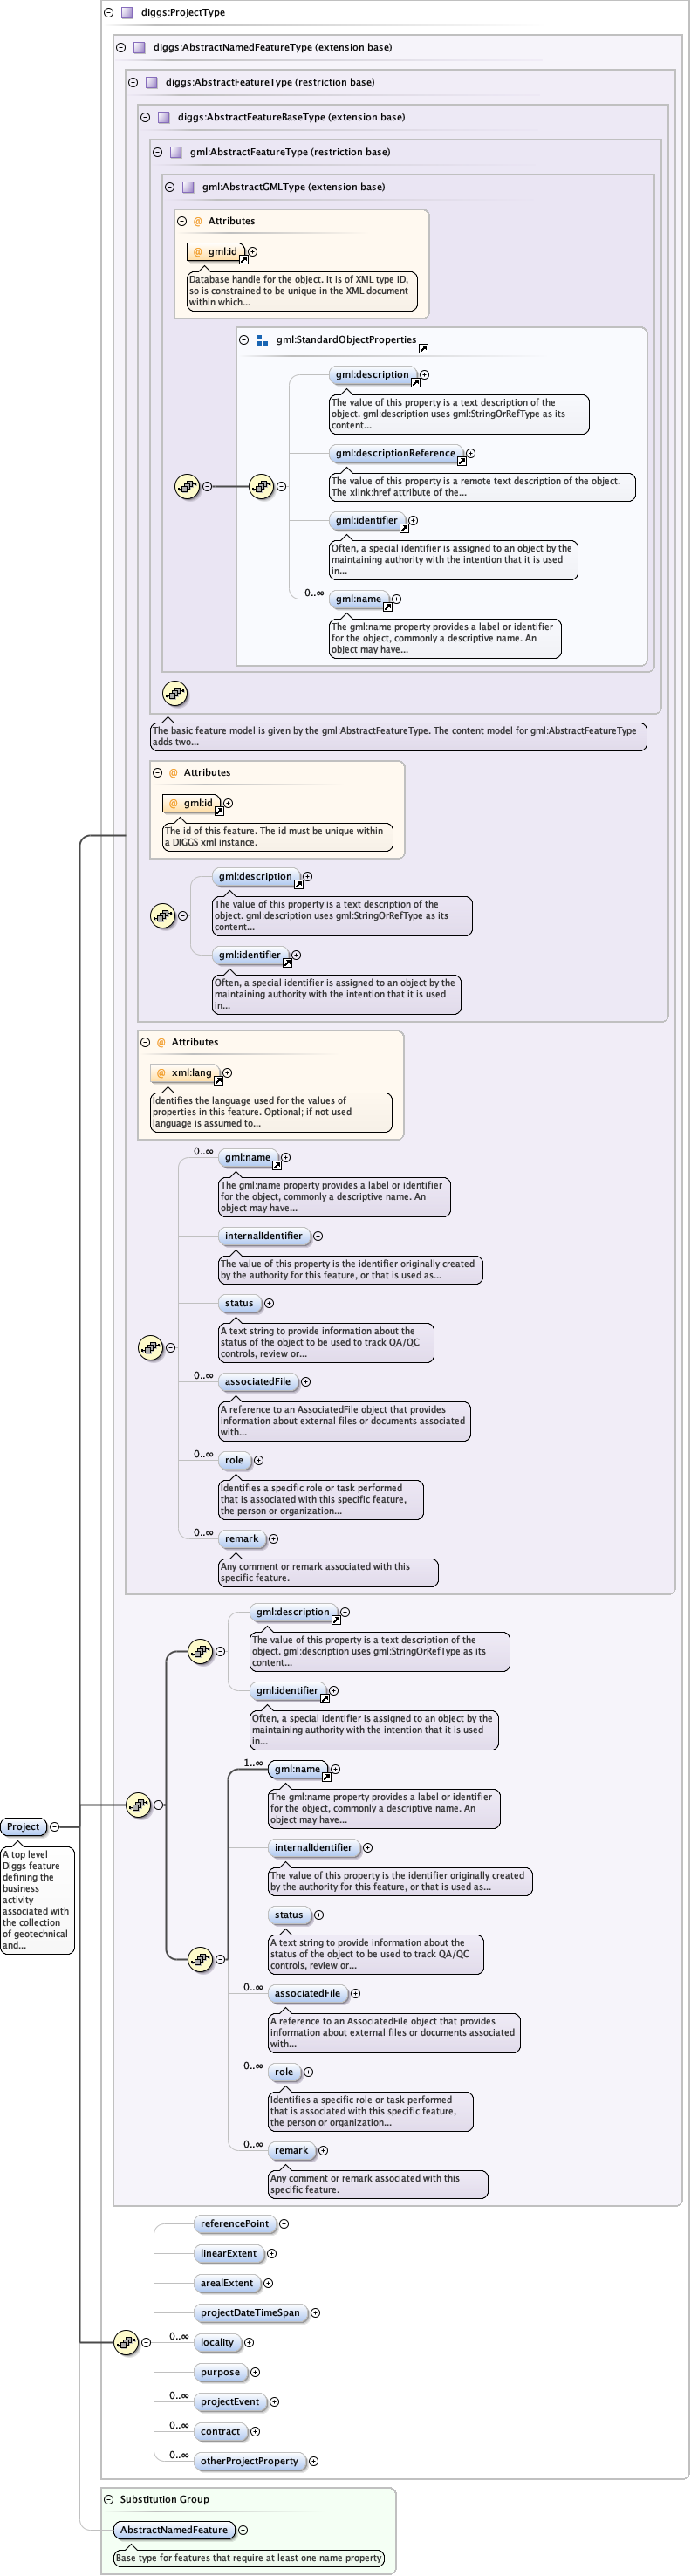 diggs:ProjectType
diggs:AbstractNamedFeatureType (extension base)
diggs:AbstractFeatureType (restriction base)
diggs:AbstractFeatureBaseType (extension base)
gml:AbstractFeatureType (restriction base)
gml:AbstractGMLType (extension base)
@ Attributes
@ gml:id
Database handle for the object. It is of XML type ID,
so is constrained to be unique in the XML document
within which...
gml:StandardObjectProperties
gml:description
The value of this property is a text description of the
object. gml:description uses gml:StringOrRefType as its
content...
gml:descriptionReference
The value of this property is a remote text description of the object.
The xlink:href attribute of the...
gml:identifier
Often, a special identifier is assigned to an object by the
maintaining authority with the intention that it is used
in...
0..∞
gml:name
The gml:name property provides a label or identifier
for the object, commonly a descriptive name. An
object may have...
The basic feature model is given by the gml:AbstractFeatureType. The content model for gml:AbstractFeatureType
adds two...
@ Attributes
@ gml:id
The id of this feature. The id must be unique within
a DIGGS xml instance.
gml:description
The value of this property is a text description of the
object. gml:description uses gml:StringOrRefType as its
content...
gml:identifier
Often, a special identifier is assigned to an object by the
maintaining authority with the intention that it is used
in...
@ Attributes
@ xml:lang
Identifies the language used for the values of
properties in this feature. Optional; if not used
language is assumed to...
0..∞
gml:name
The gml:name property provides a label or identifier
for the object, commonly a descriptive name. An
object may have...
internalIdentifier
The value of this property is the identifier originally created
by the authority for this feature, or that is used as...
status
A text string to provide information about the
status of the object to be used to track QA/QC
controls, review or...
0..∞
associatedFile
A reference to an AssociatedFile object that provides
information about external files or documents associated
with...
0..∞
role
Identifies a specific role or task performed
that is associated with this specific feature,
the person or organization...
0..∞
remark
Any comment or remark associated with this
specific feature.
gml:description
The value of this property is a text description of the
object. gml:description uses gml:StringOrRefType as its
content...
gml:identifier
Often, a special identifier is assigned to an object by the
maintaining authority with the intention that it is used
in...
1..∞
gml:name
The gml:name property provides a label or identifier
for the object, commonly a descriptive name. An
object may have...
internalIdentifier
The value of this property is the identifier originally created
by the authority for this feature, or that is used as...
status
A text string to provide information about the
status of the object to be used to track QA/QC
controls, review or...
0..∞
associatedFile
A reference to an AssociatedFile object that provides
information about external files or documents associated
with...
0..∞
role
Identifies a specific role or task performed
that is associated with this specific feature,
the person or organization...
0..∞
remark
Any comment or remark associated with this
specific feature.
Project
A top level
Diggs feature
defining the
business
activity
associated with
the collection
of geotechnical
and...
referencePoint
linearExtent
arealExtent
projectDateTimeSpan
0..∞
locality
purpose
0..∞
projectEvent
0..∞
contract
0..∞
otherProjectProperty
Substitution Group
AbstractNamedFeature
Base type for features that require at least one name property